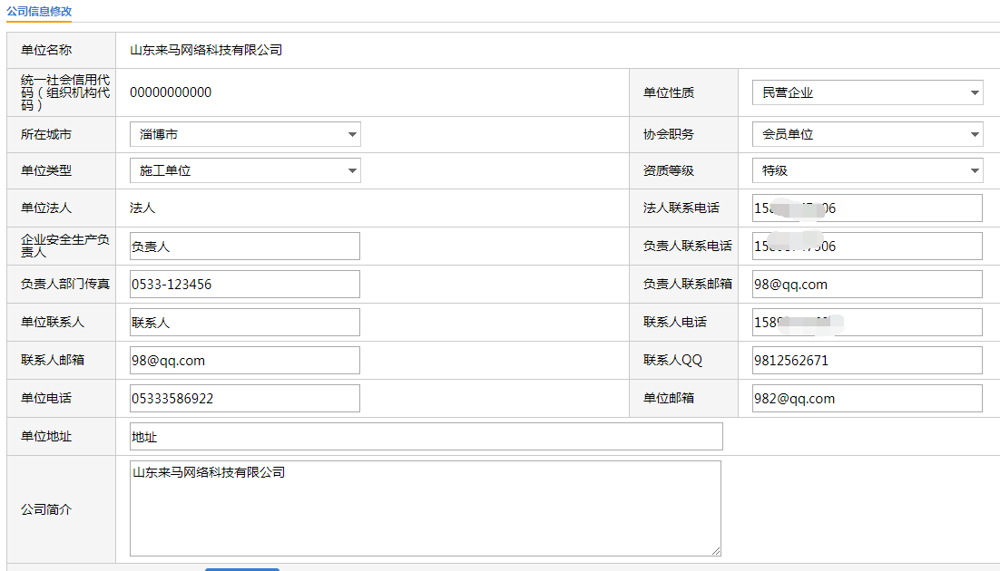 公司信息修改
单位名称 山东来马网络科技有限公司
统一社会信用代
码（组织机构代
码）
00000000000
单位性质 民营企业
所在城市 淄博市 协会职务 会员单位
单位类型 施工单位 资质等级 特级
单位法人 法人 法人联系电话
企业安全生产负
责人
负责人 负责人联系电话
负责人部门传真 0533-123456 负责人联系邮箱 98@qq.com
单位联系人 联系人 联系人电话
联系人邮箱 98@qq.com 联系人QQ 9812562671
单位电话 05333586922 单位邮箱 982@qq.com
单位地址 地址
公司简介 山东来马网络科技有限公司